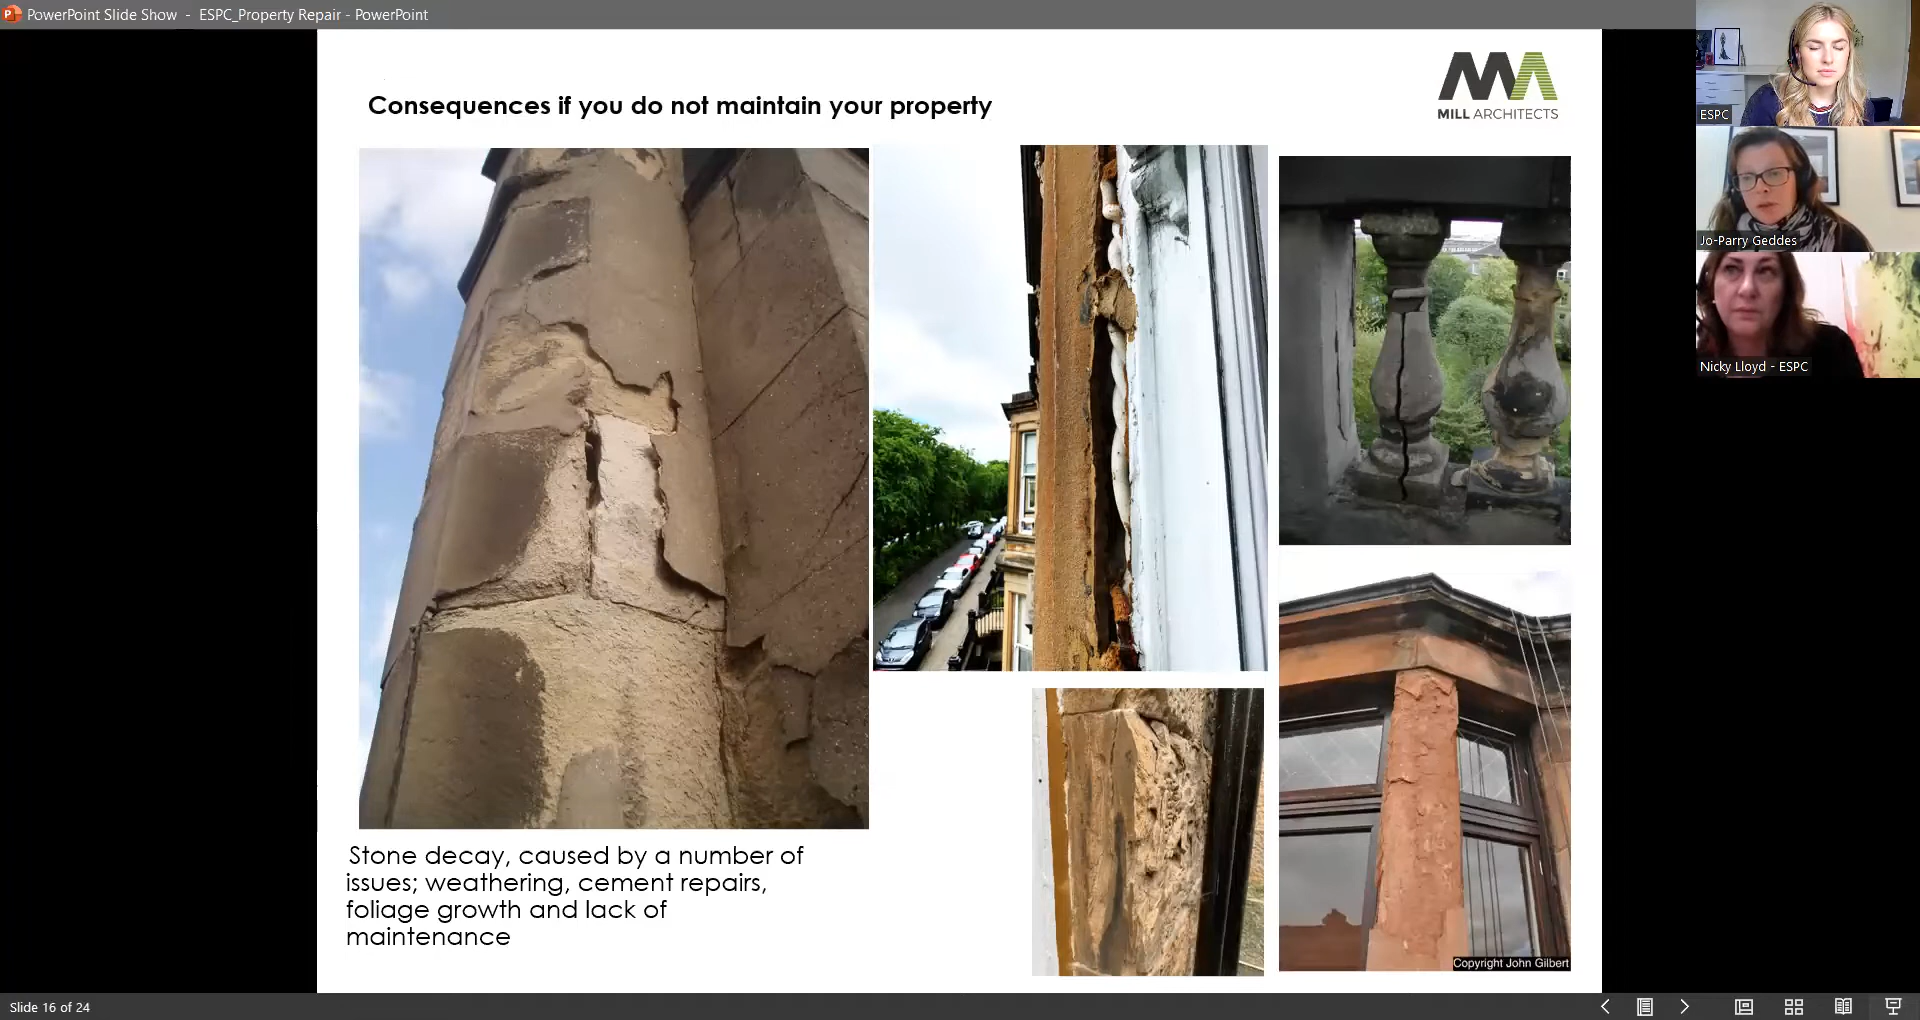 PowerPoint Slide Show - ESPC_Property Repair - PowerPoint
Consequences if you do not maintain your property
MA
MILL ARCHITECTS
ESPC
Jo-Parry Geddes
Nicky Lloyd - ESPC
Stone decay, caused by a number of
issues; weathering, cement repairs,
foliage growth and lack of
maintenance
Copyright John Gilbert
Slide 16 of 24